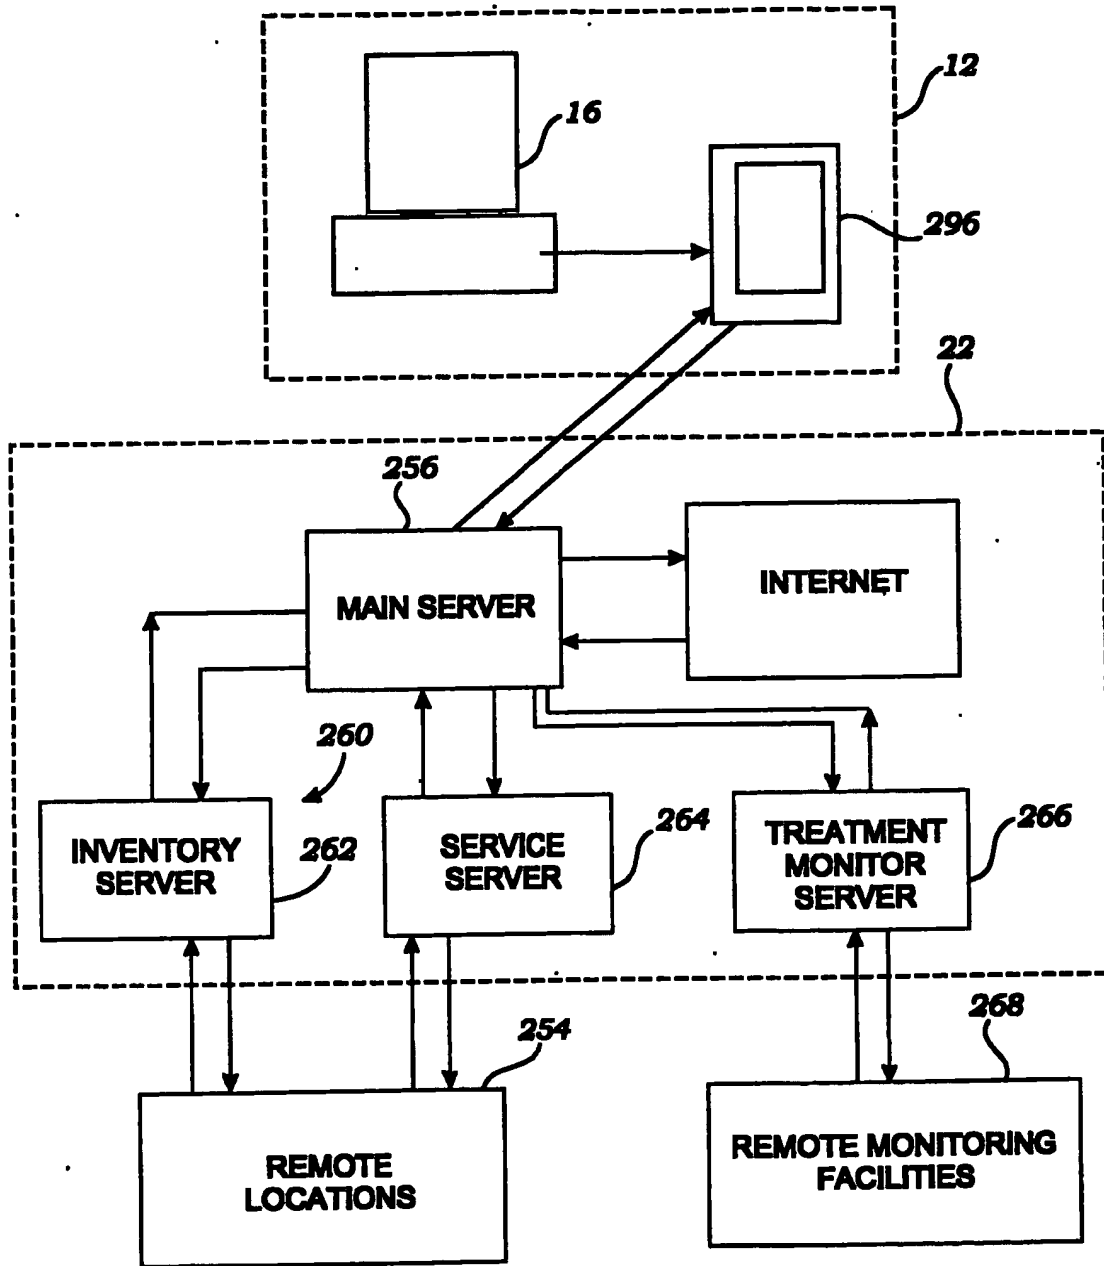 12
16
296
22
256
MAIN SERVER
INTERNET
260
INVENTORY
SERVER
262
SERVICE
SERVER
264
TREATMENT
MONITOR
SERVER
266
254
268
REMOTE
LOCATIONS
REMOTE MONITORING
FACILITIES